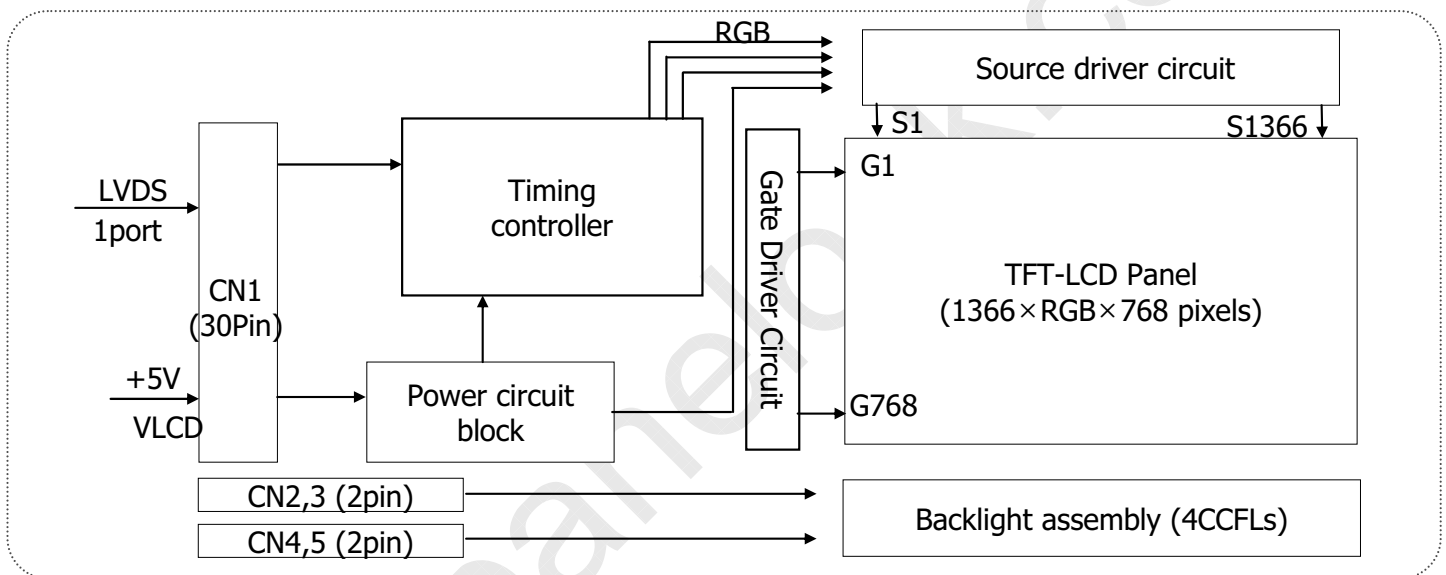 RGB
Source driver circuit
S1
S1366
LVDS
1port
CN1
(30Pin)
+5V
VLCD
Timing
controller
Power circuit
block
Gate Driver Circuit
G1
G768
TFT-LCD Panel
(1366×RGB×768 pixels)
CN2,3 (2pin)
CN4,5 (2pin)
Backlight assembly (4CCFLs)